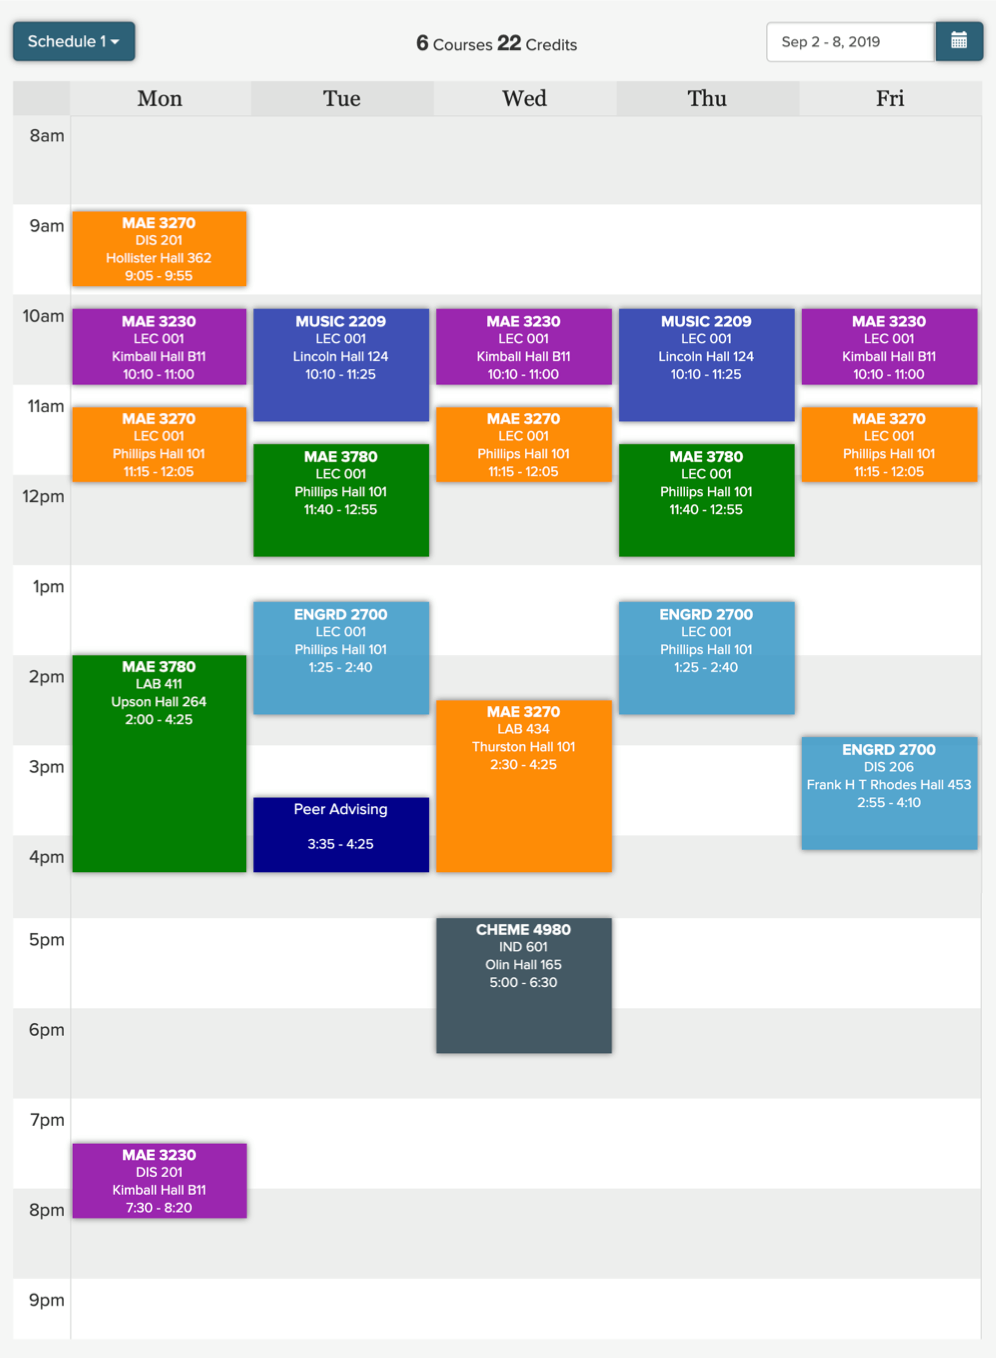 Schedule 1
6 Courses 22 Credits
Sep 2 - 8, 2019
Mon
Tue
Wed
Thu
Fri
8am
9am
MAE 3270
DIS 201
Hollister Hall 362
9:05 - 9:55
10am
MAE 3230
LEC 001
Kimball Hall B11
10:10 - 11:00
MUSIC 2209
LEC 001
Lincoln Hall 124
10:10 - 11:25
MAE 3230
LEC 001
Kimball Hall B11
10:10 - 11:00
MUSIC 2209
LEC 001
Lincoln Hall 124
10:10 - 11:25
MAE 3230
LEC 001
Kimball Hall B11
10:10 - 11:00
11am
MAE 3270
LEC 001
Phillips Hall 101
11:15 - 12:05
MAE 3780
LEC 001
Phillips Hall 101
11:40 - 12:55
MAE 3270
LEC 001
Phillips Hall 101
11:15 - 12:05
MAE 3780
LEC 001
Phillips Hall 101
11:40 - 12:55
MAE 3270
LEC 001
Phillips Hall 101
11:15 - 12:05
12pm
1pm
ENGRD 2700
LEC 001
Phillips Hall 101
1:25 - 2:40
ENGRD 2700
LEC 001
Phillips Hall 101
1:25 - 2:40
2pm
MAE 3780
LAB 411
Upson Hall 264
2:00 - 4:25
MAE 3270
LAB 434
Thurston Hall 101
2:30 - 4:25
ENGRD 2700
DIS 206
Frank H T Rhodes Hall 453
2:55 - 4:10
3pm
Peer Advising
3:35 - 4:25
4pm
5pm
CHEME 4980
IND 601
Olin Hall 165
5:00 - 6:30
6pm
7pm
MAE 3230
DIS 201
Kimball Hall B11
7:30 - 8:20
8pm
9pm